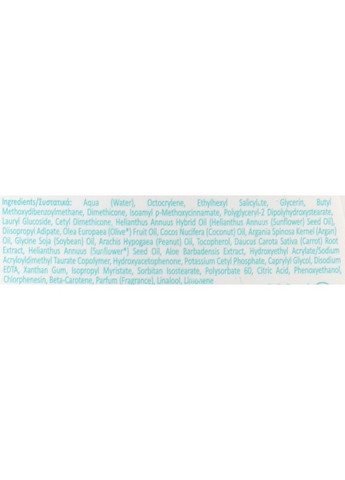 Ingredients/Συστατικά: Aqua (Water), Octocrylene, Ethylhexyl Salicylate, Glycerin, Butyl
Methoxydibenzoylmethane, Dimethicone, Isoamyl p-Methoxycinnamate, Polyglyceryl-2 Dipolyhydroxystearate,
Lauryl Glucoside, Cetyl Dimethicone, Helianthus Annuus Hybrid Oil (Helianthus Annuus (Sunflower) Seed Oil),
Diisopropyl Adipate, Olea Europaea (Olive*) Fruit Oil, Cocos Nucifera (Coconut) Oil, Argania Spinosa Kernel (Argan)
Oil, Glycine Soja (Soybean) Oil, Arachis Hypogaea (Peanut) Oil, Tocopherol, Daucus Carota Sativa (Carrot) Root
Extract, Helianthus Annuus (Sunflower*) Seed Oil, Aloe Barbadensis Extract, Hydroxyethyl Acrylate/Sodium
Acryloyldimethyl Taurate Copolymer, Hydroxyacetophenone, Potassium Cetyl Phosphate, Caprylyl Glycol, Disodium
EDTA, Xanthan Gum, Isopropyl Myristate, Sorbitan Isostearate, Polysorbate 60, Citric Acid, Phenoxyethanol,
Chlorphenesin, Beta-Carotene, Parfum (Fragrance), Linalool, Limonene